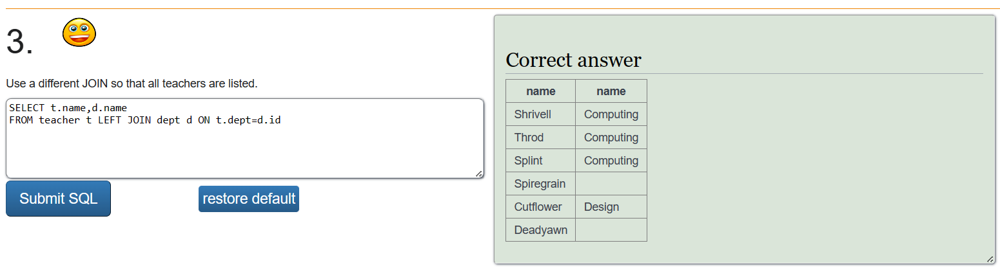 3.
Use a different JOIN so that all teachers are listed.
SELECT t.name,d.name
FROM teacher t LEFT JOIN dept d ON t.dept=d.id
Submit SQL
restore default
Correct answer
name name
Shrivell Computing
Throd Computing
Splint Computing
Spiregrain
Cutflower Design
Deadyawn